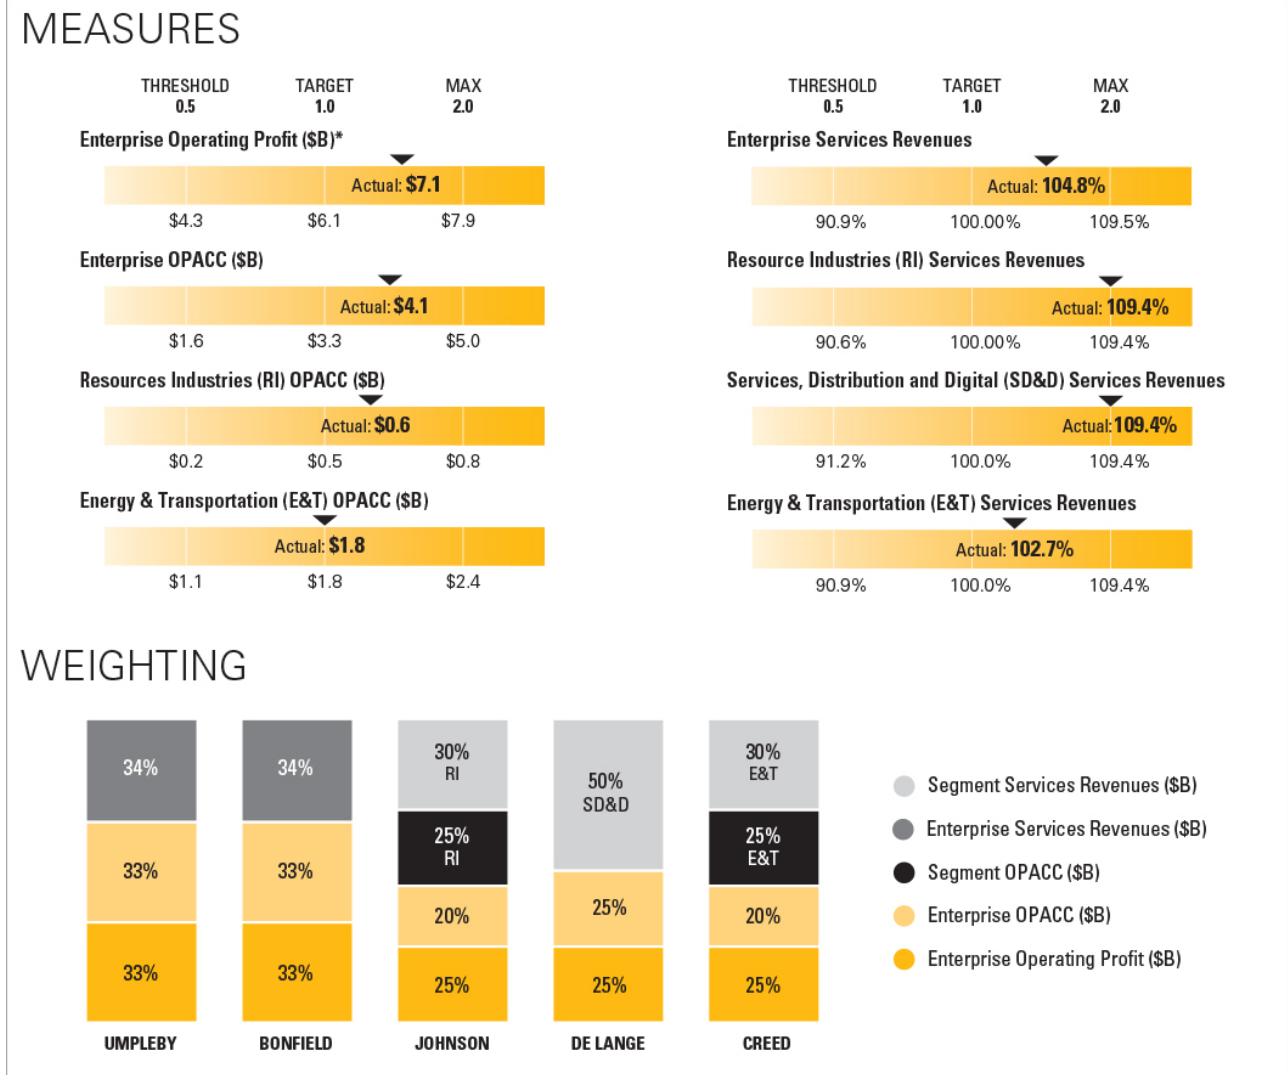 MEASURES
THRESHOLD TARGET MAX
0.5 1.0 2.0
Enterprise Operating Profit ($B)*
Actual: $7.1
$4.3 $6.1 $7.9
Enterprise OPACC ($B)
Actual: $4.1
$1.6 $3.3 $5.0
Resources Industries (RI) OPACC ($B)
Actual: $0.6
$0.2 $0.5 $0.8
Energy & Transportation (E&T) OPACC ($B)
Actual: $1.8
$1.1 $1.8 $2.4
THRESHOLD TARGET MAX
0.5 1.0 2.0
Enterprise Services Revenues
Actual: 104.8%
90.9% 100.00% 109.5%
Resource Industries (RI) Services Revenues
Actual: 109.4%
90.6% 100.00% 109.4%
Services, Distribution and Digital (SD&D) Services Revenues
Actual: 109.4%
91.2% 100.0% 109.4%
Energy & Transportation (E&T) Services Revenues
Actual: 102.7%
90.9% 100.0% 109.4%
WEIGHTING
34%
33%
33%
UMPLEBY
34%
33%
33%
BONFIELD
30%
RI
25%
RI
20%
25%
JOHNSON
50%
SD&D
25%
25%
DE LANGE
30%
E&T
25%
E&T
20%
25%
CREED
Segment Services Revenues ($B)
Enterprise Services Revenues ($B)
Segment OPACC ($B)
Enterprise OPACC ($B)
Enterprise Operating Profit ($B)